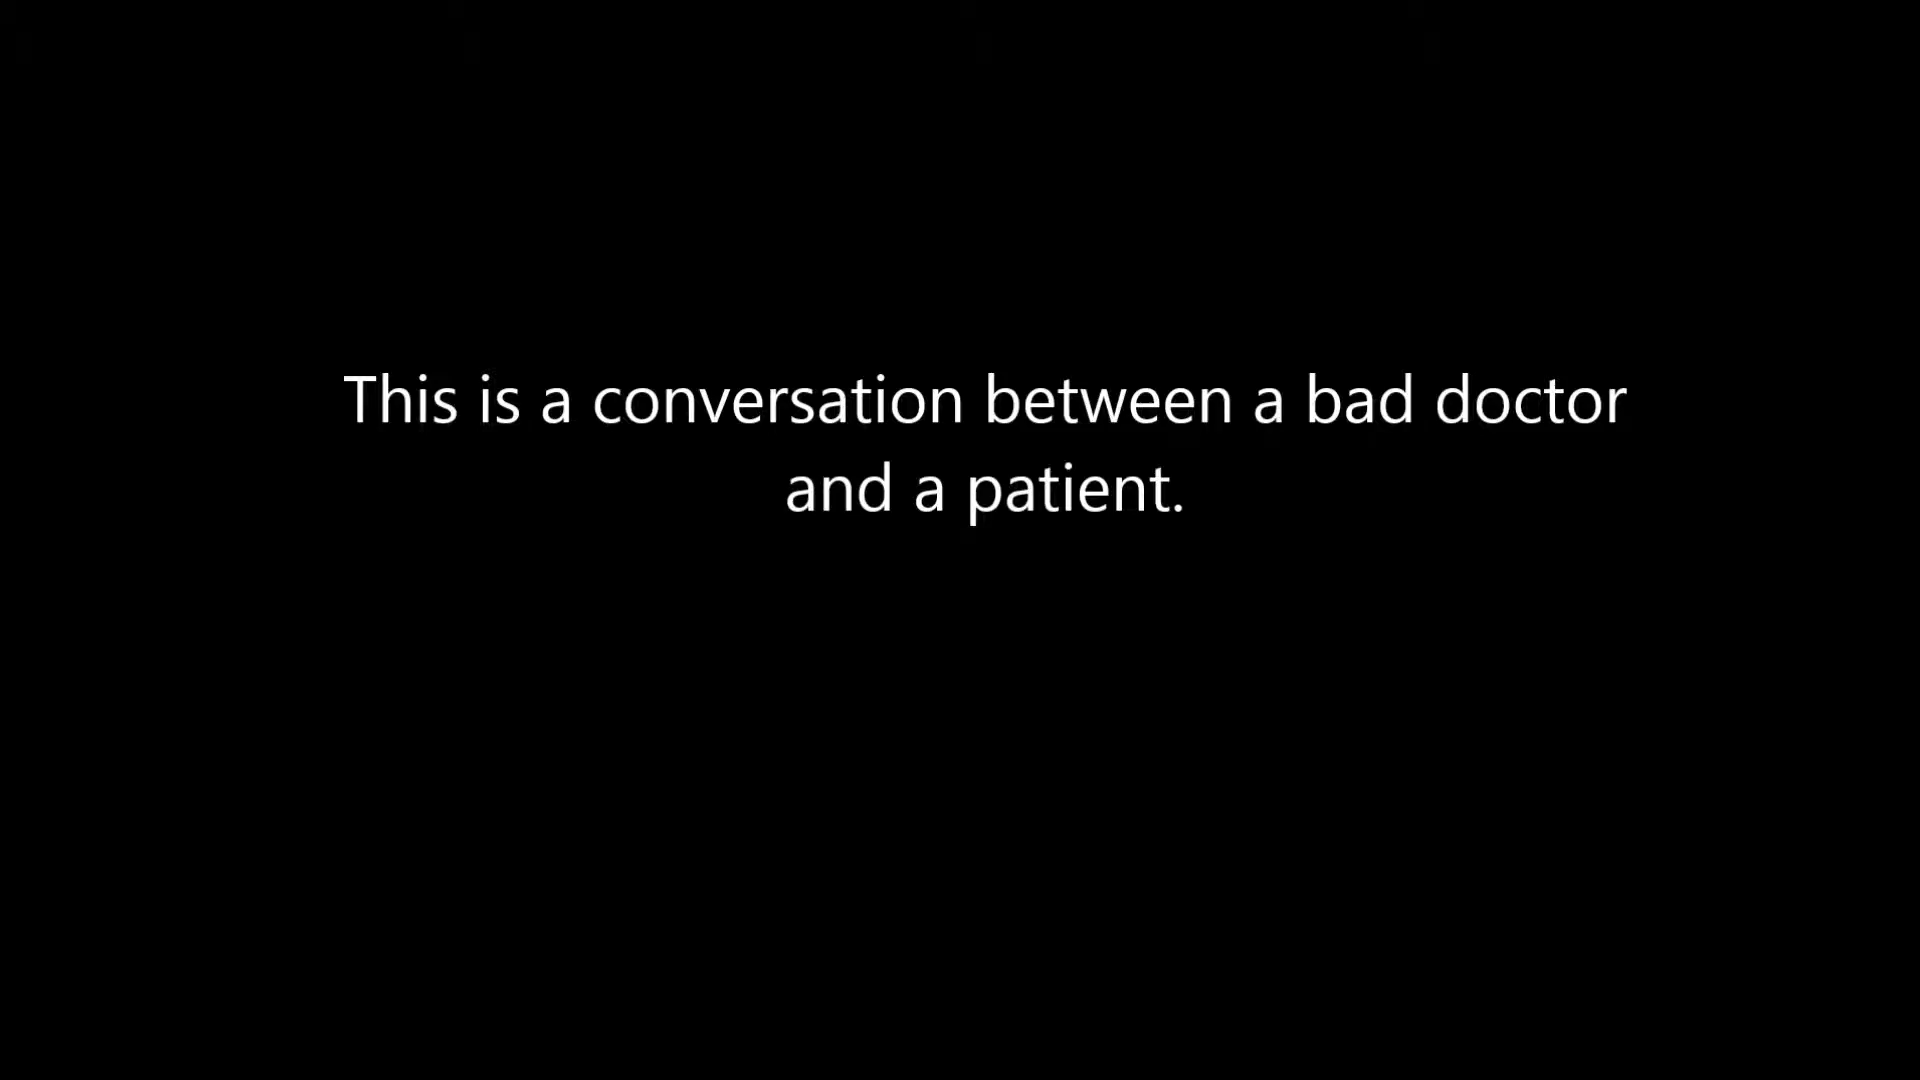 This is a conversation between a bad doctor
and a patient.